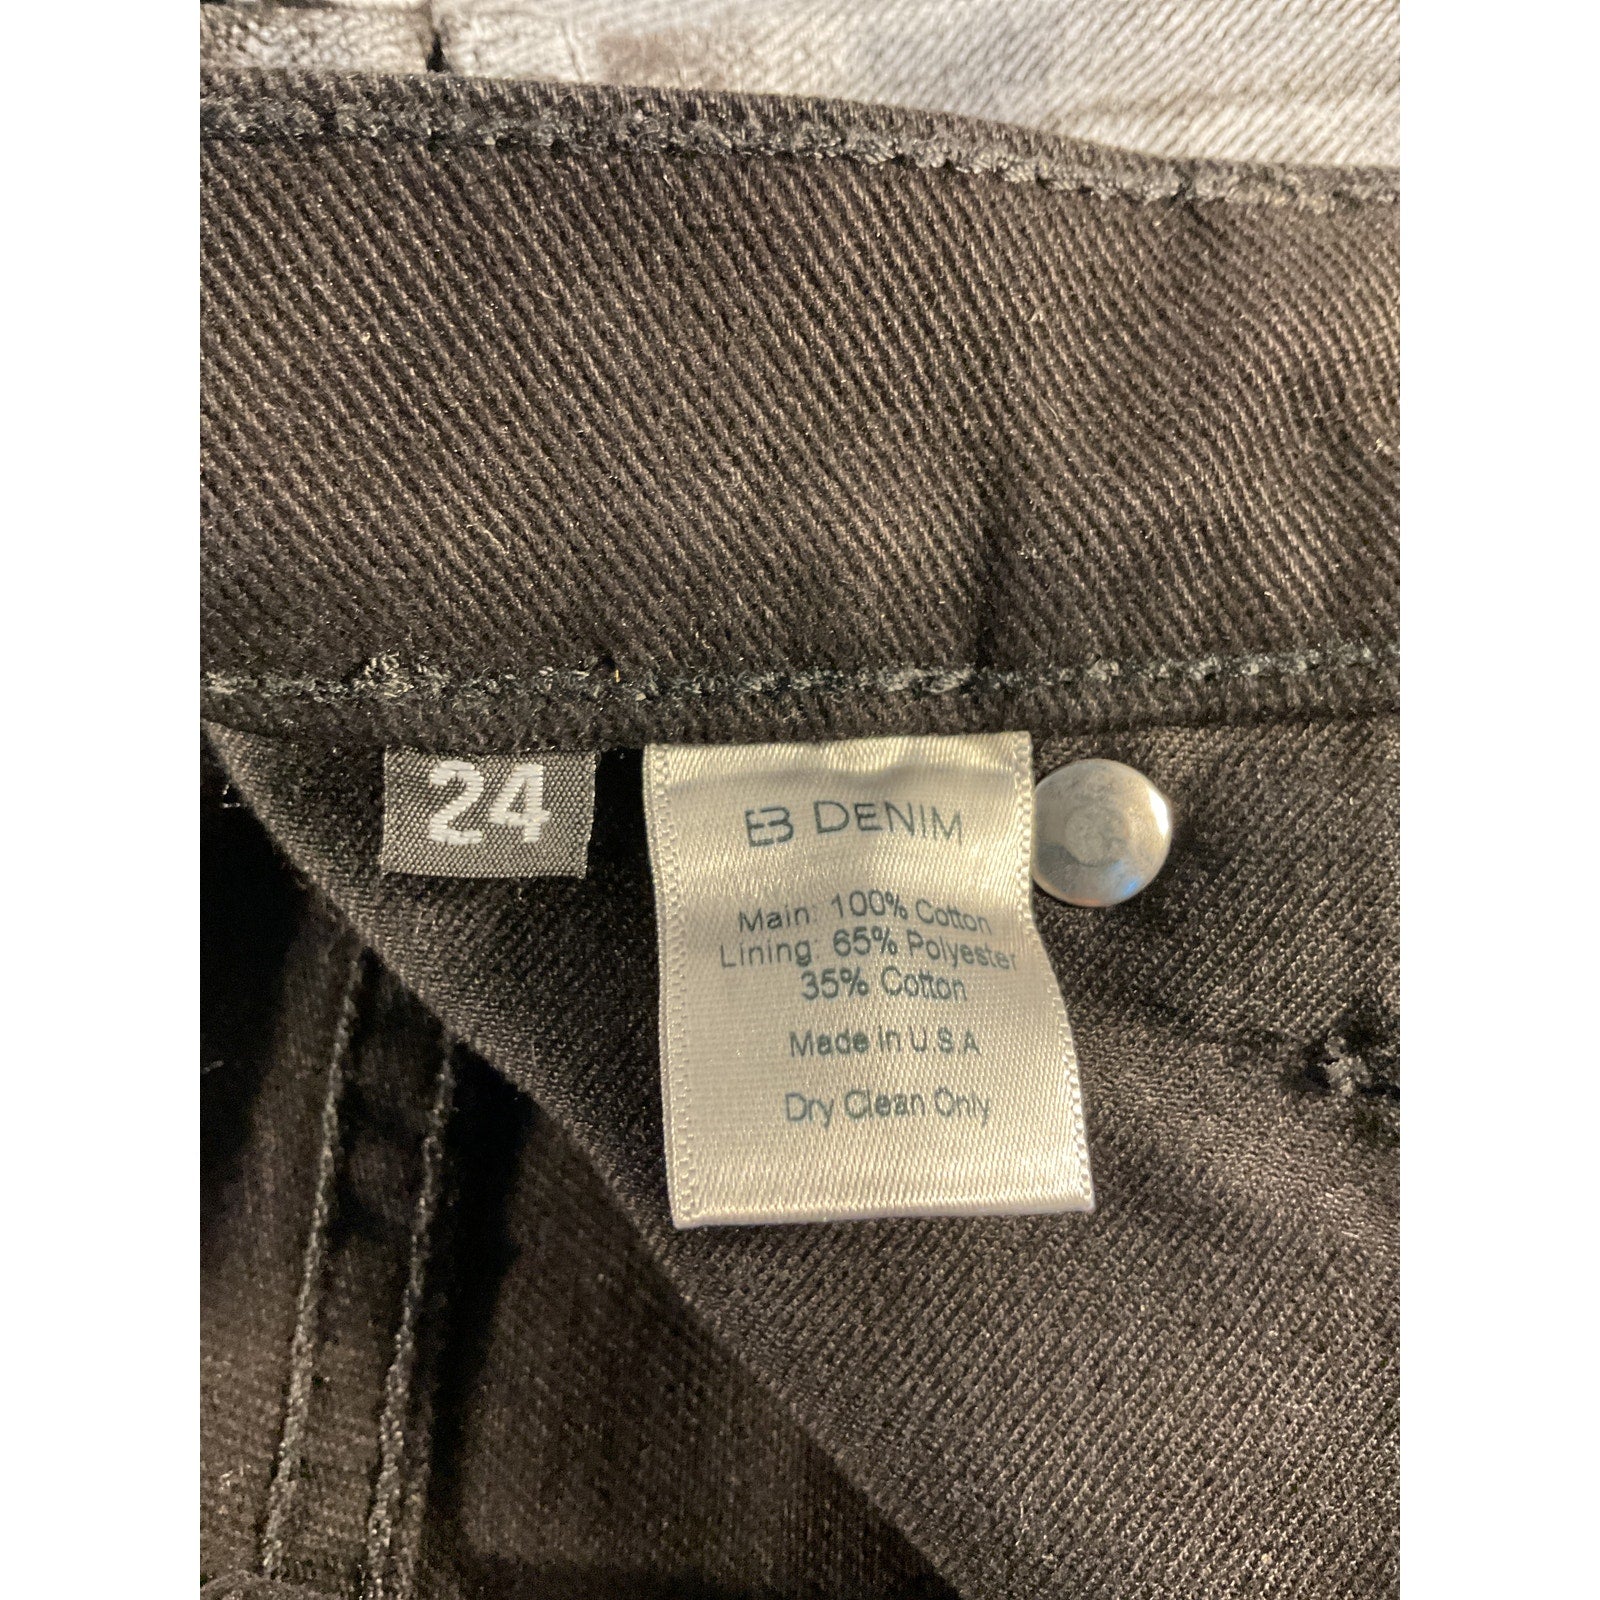 24
EB DENIM
Main: 100% Cotton
Lining: 65% Polyester
35% Cotton
Made in U.S.A
Dry Clean Only